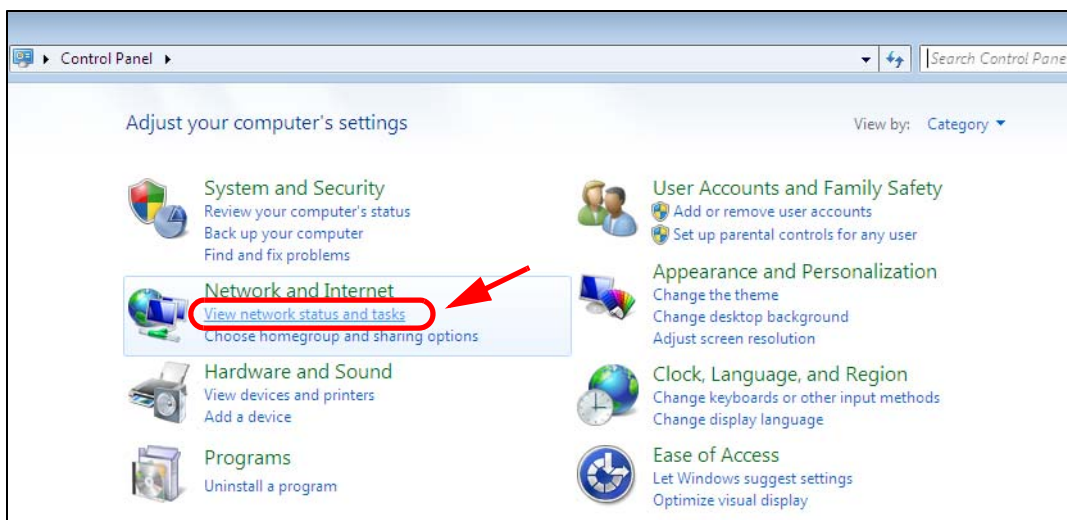 Control Panel
Search Control Pane
Adjust your computer's settings
View by: Category
System and Security
Review your computer's status
Back up your computer
Find and fix problems
Network and Internet
View network status and tasks
Choose homegroup and sharing options
Hardware and Sound
View devices and printers
Add a device
Programs
Uninstall a program
User Accounts and Family Safety
Add or remove user accounts
Set up parental controls for any user
Appearance and Personalization
Change the theme
Change desktop background
Adjust screen resolution
Clock, Language, and Region
Change keyboards or other input methods
Change display language
Ease of Access
Let Windows suggest settings
Optimize visual display